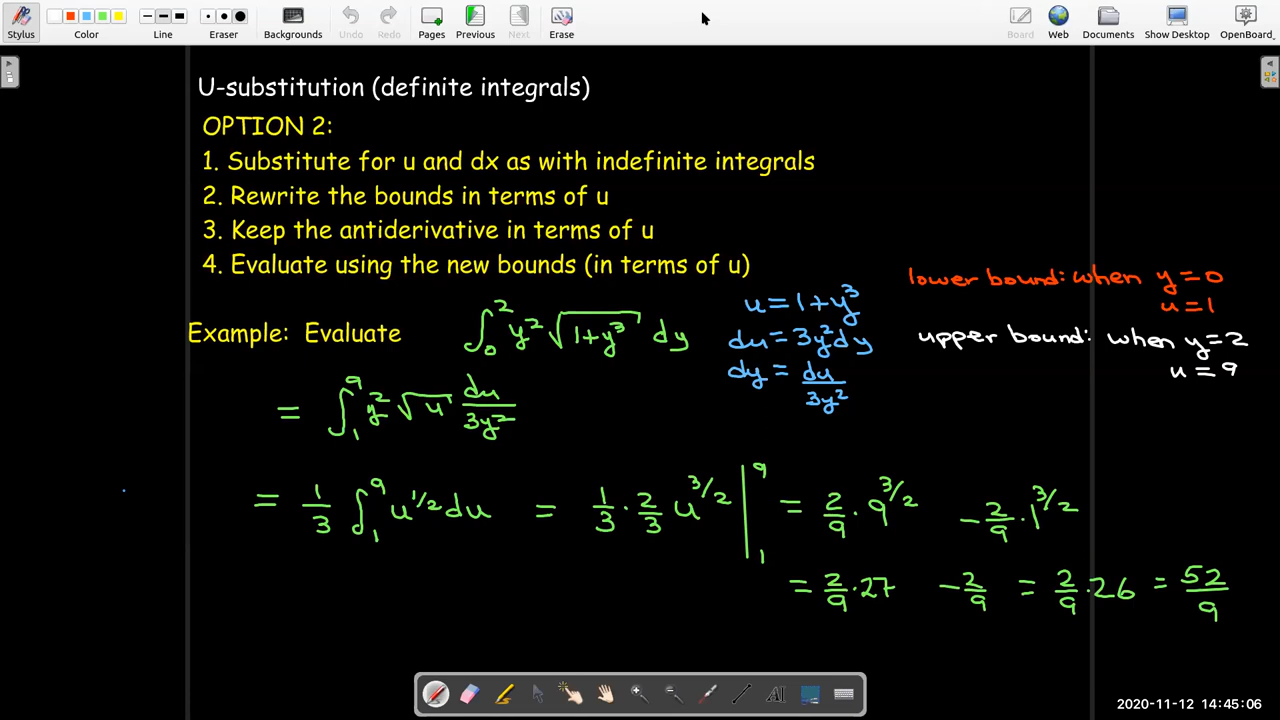 Stylus Color Line Eraser Backgrounds Undo Redo Pages Previous Next Erase Board Web Documents Show Desktop OpenBoard
U-substitution (definite integrals)
OPTION 2:
1. Substitute for u and dx as with indefinite integrals
2. Rewrite the bounds in terms of u
3. Keep the antiderivative in terms of u
4. Evaluate using the new bounds (in terms of u)
lower bound: when y = 0
u = 1
upper bound: when y = 2
u = 9
Example: Evaluate ∫₀² y² √(1+y³) dy
u = 1 + y³
du = 3y² dy
dy = du/3y²
= ∫₁⁹ y² √u du/3y²
= 1/3 ∫₁⁹ u^1/2 du = 1/3 · 2/3 u^3/2 |₁⁹ = 2/9 · 9^3/2 - 2/9 · 1^3/2
= 2/9 · 27 - 2/9 = 2/9 · 26 = 52/9
2020-11-12 14:45:06